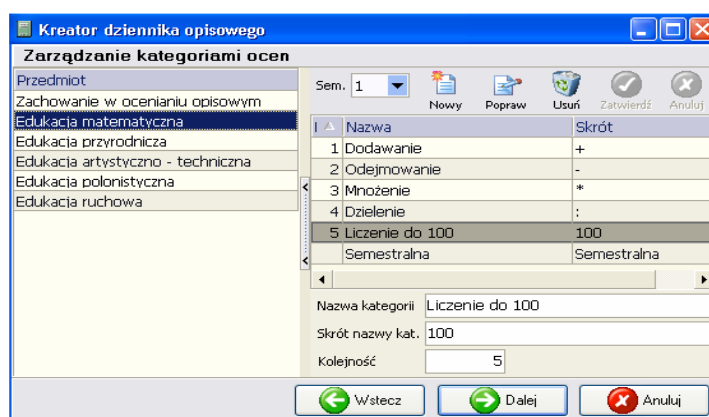 Kreator dziennika opisowego
Zarządzanie kategoriami ocen
Przedmiot
Zachowanie w ocenianiu opisowym
Edukacja matematyczna
Edukacja przyrodnicza
Edukacja artystyczno - techniczna
Edukacja polonistyczna
Edukacja ruchowa
Sem. 1
Nowy Popraw Usuń Zatwierdź Anuluj
l Nazwa Skrót
1 Dodawanie +
2 Odejmowanie -
3 Mnożenie *
4 Dzielenie :
5 Liczenie do 100 100
Semestralna Semestralna
Nazwa kategorii Liczenie do 100
Skrót nazwy kat. 100
Kolejność 5
Wstecz Dalej Anuluj